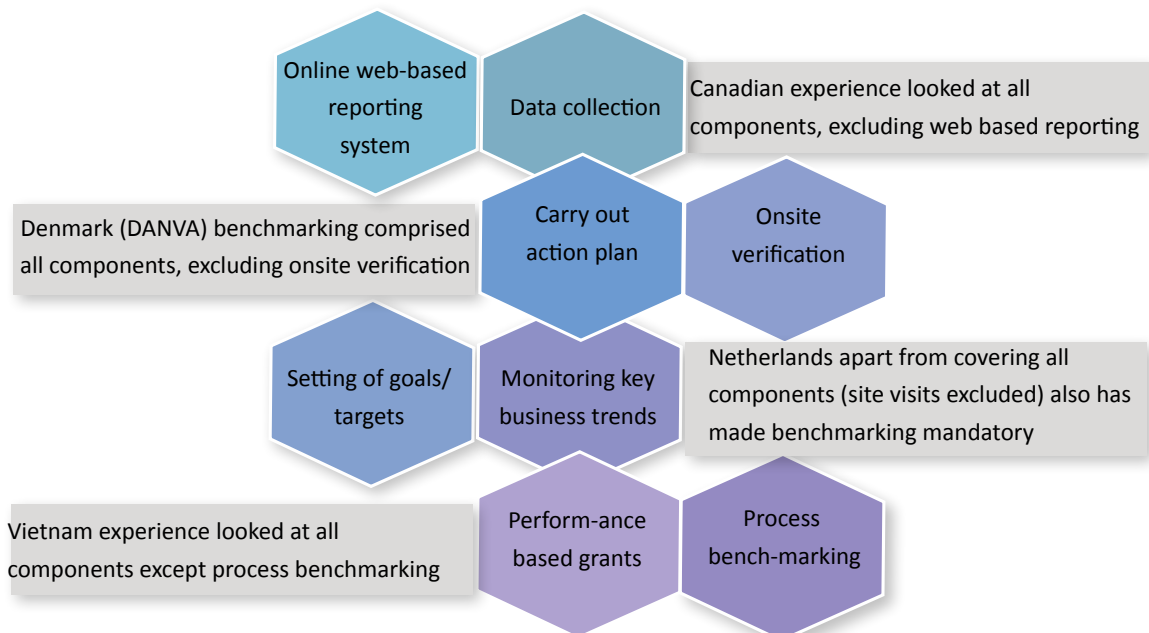 Online web-based
reporting
system
Data collection
Canadian experience looked at all
components, excluding web based reporting
Denmark (DANVA) benchmarking comprised
all components, excluding onsite verification
Carry out
action plan
Onsite
verification
Setting of goals/
targets
Monitoring key
business trends
Netherlands apart from covering all
components (site visits excluded) also has
made benchmarking mandatory
Vietnam experience looked at all
components except process benchmarking
Perform-ance
based grants
Process
bench-marking